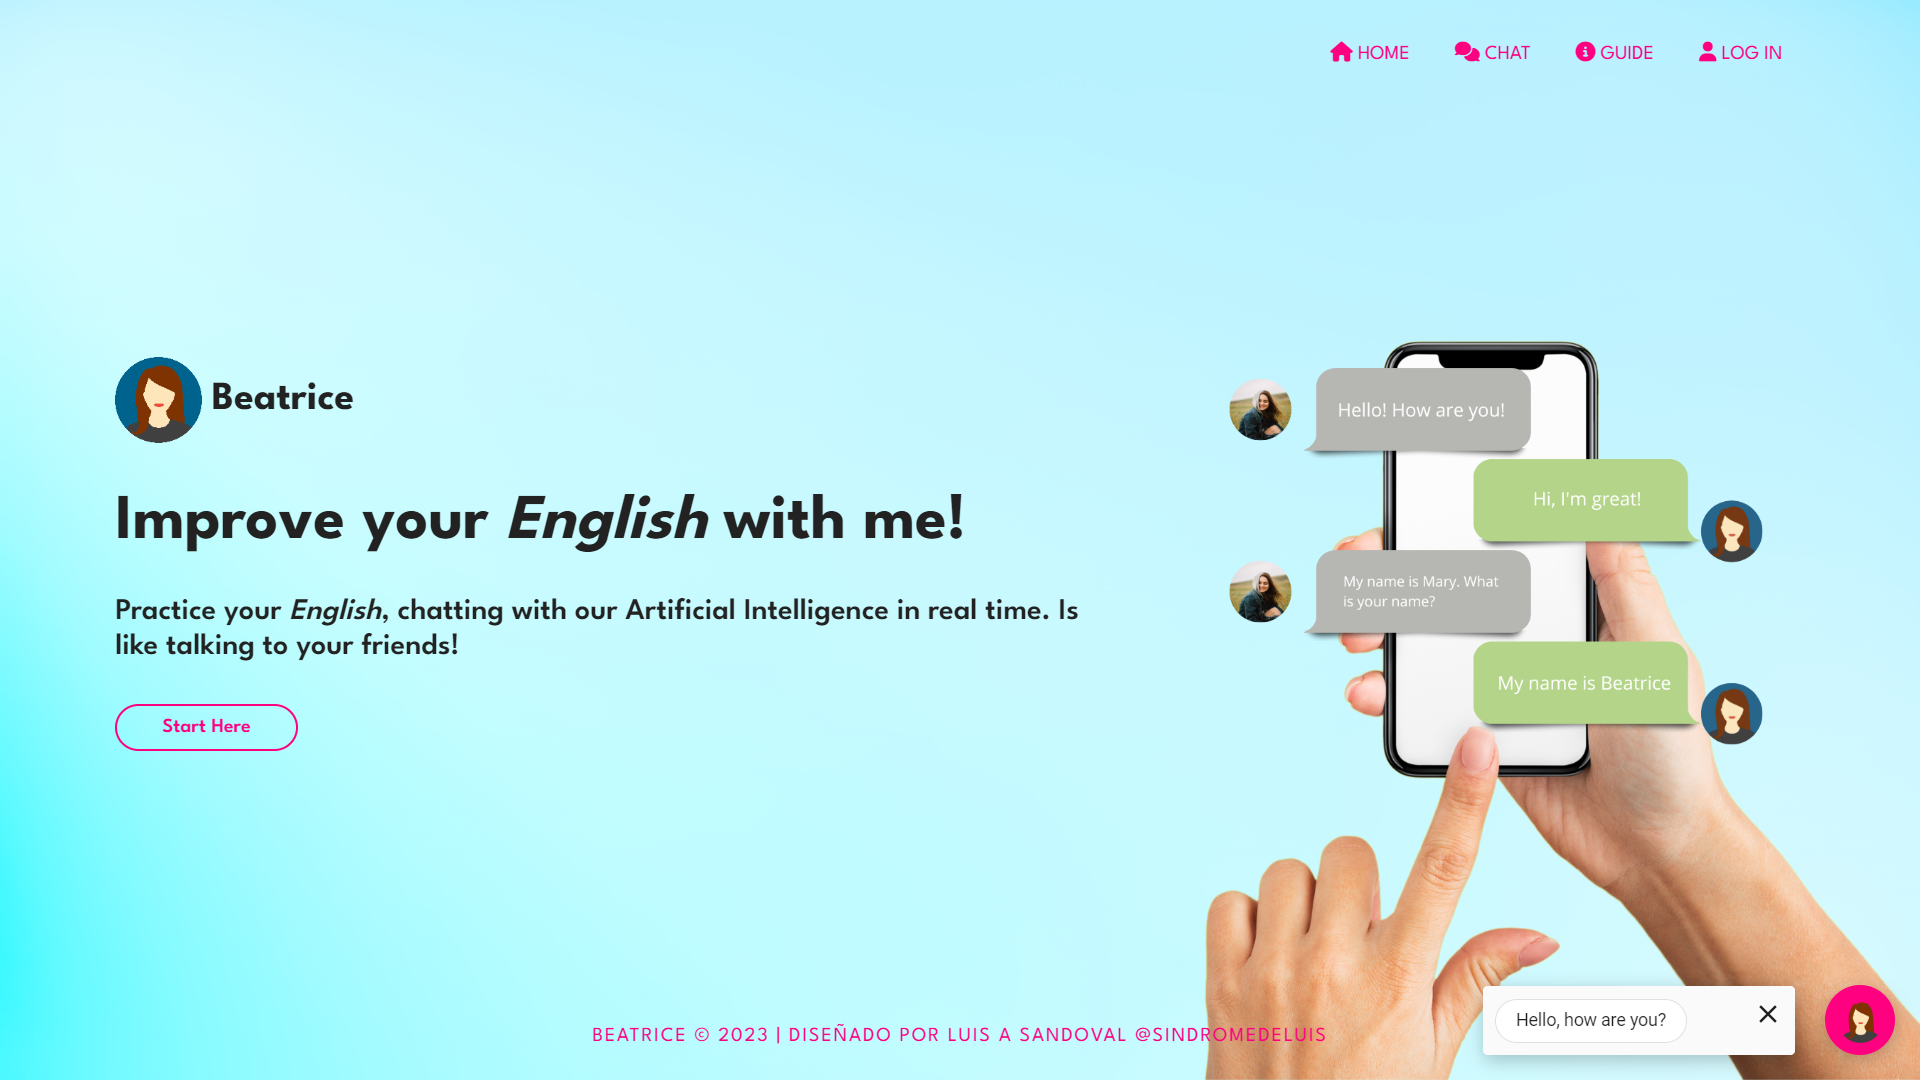 HOME CHAT GUIDE LOG IN
Beatrice
Improve your English with me!
Practice your English, chatting with our Artificial Intelligence in real time. Is
like talking to your friends!
Start Here
Hello! How are you!
Hi, I'm great!
My name is Mary. What
is your name?
My name is Beatrice
BEATRICE © 2023 | DISEÑADO POR LUIS A SANDOVAL @SINDROMEDELUIS
Hello, how are you?